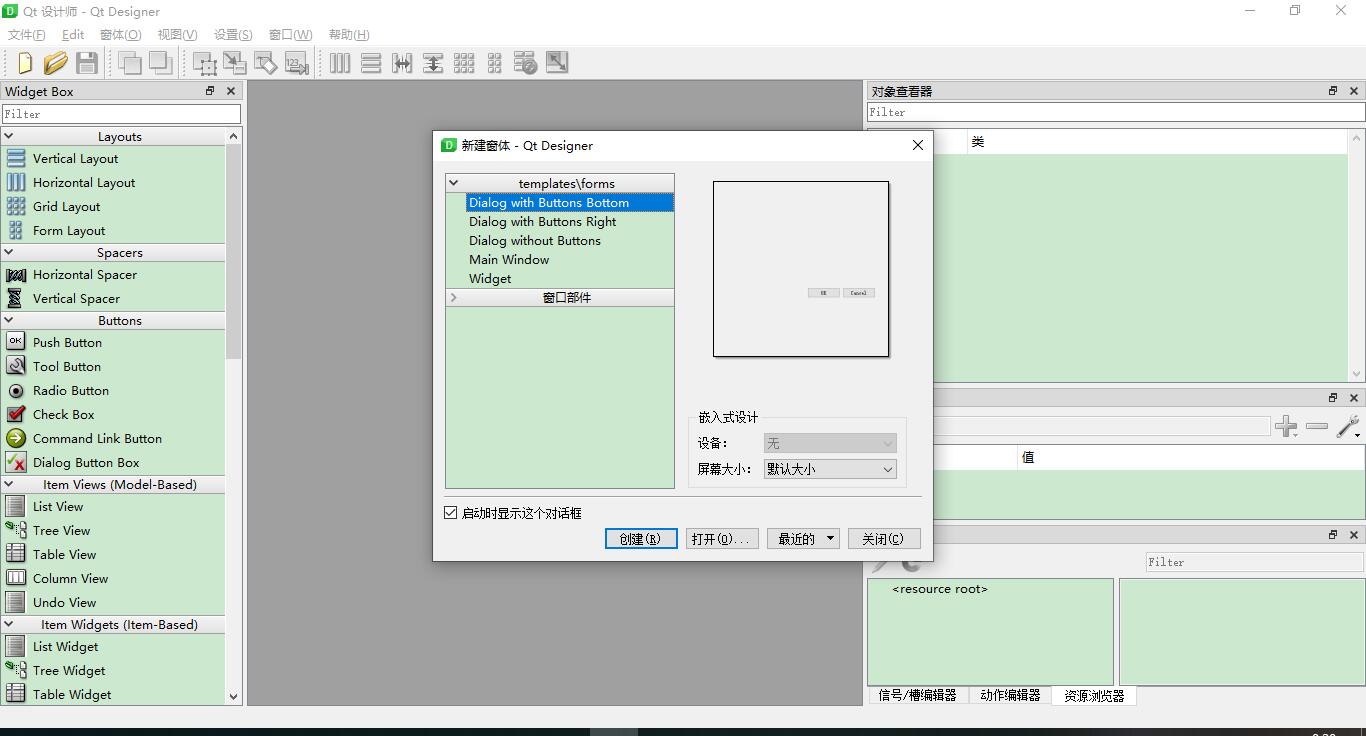 Qt 设计师 - Qt Designer
文件(F) Edit 窗体(O) 视图(V) 设置(S) 窗口(W) 帮助(H)
Widget Box
Filter
Layouts
Vertical Layout
Horizontal Layout
Grid Layout
Form Layout
Spacers
Horizontal Spacer
Vertical Spacer
Buttons
OK
Push Button
Tool Button
Radio Button
Check Box
Command Link Button
Dialog Button Box
Item Views (Model-Based)
List View
Tree View
Table View
Column View
Undo View
Item Widgets (Item-Based)
List Widget
Tree Widget
Table Widget
新建窗体 - Qt Designer
templates\forms
Dialog with Buttons Bottom
Dialog with Buttons Right
Dialog without Buttons
Main Window
Widget
窗口部件
OK Cancel
嵌入式设计
设备: 无
屏幕大小: 默认大小
启动时显示这个对话框
创建(R) 打开(O)... 最近的 关闭(C)
对象查看器
Filter
类
值
Filter
<resource root>
信号/槽编辑器 动作编辑器 资源浏览器